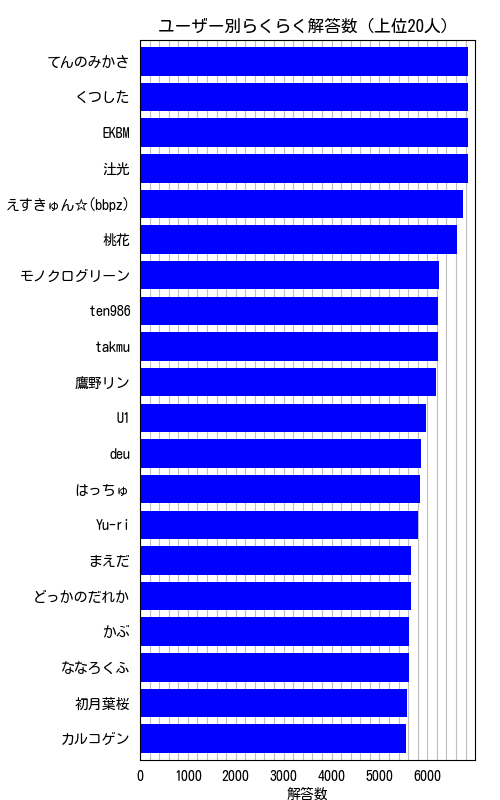 ユーザー別らくらく解答数（上位20人）
てんのみかさ
くつした
EKBM
辻光
えすきゅん☆(bbpz)
桃花
モノクログリーン
ten986
takmu
鷹野リン
U1
deu
はっちゅ
Yu-ri
まえだ
どっかのだれか
かぶ
ななろくふ
初月葉桜
カルコゲン
0 1000 2000 3000 4000 5000 6000
解答数